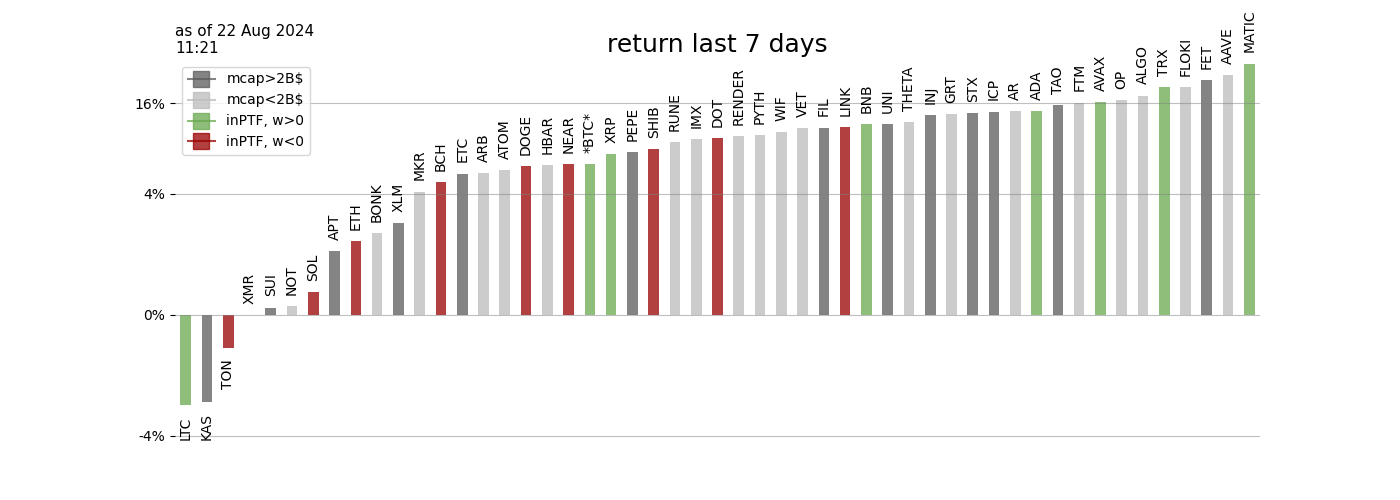 as of 22 Aug 2024
11:21
return last 7 days
mcap>2B$
mcap<2B$
inPTF, w>0
inPTF, w<0
16%
4%
0%
-4%
LTC
KAS
TON
XMR
SUI
NOT
SOL
APT
ETH
BONK
XLM
MKR
BCH
ETC
ARB
ATOM
DOGE
HBAR
NEAR
*BTC*
XRP
PEPE
SHIB
RUNE
IMX
DOT
RENDER
PYTH
WIF
VET
FIL
LINK
BNB
UNI
THETA
INJ
GRT
STX
ICP
AR
ADA
TAO
FTM
AVAX
OP
ALGO
TRX
FLOKI
FET
AAVE
MATIC